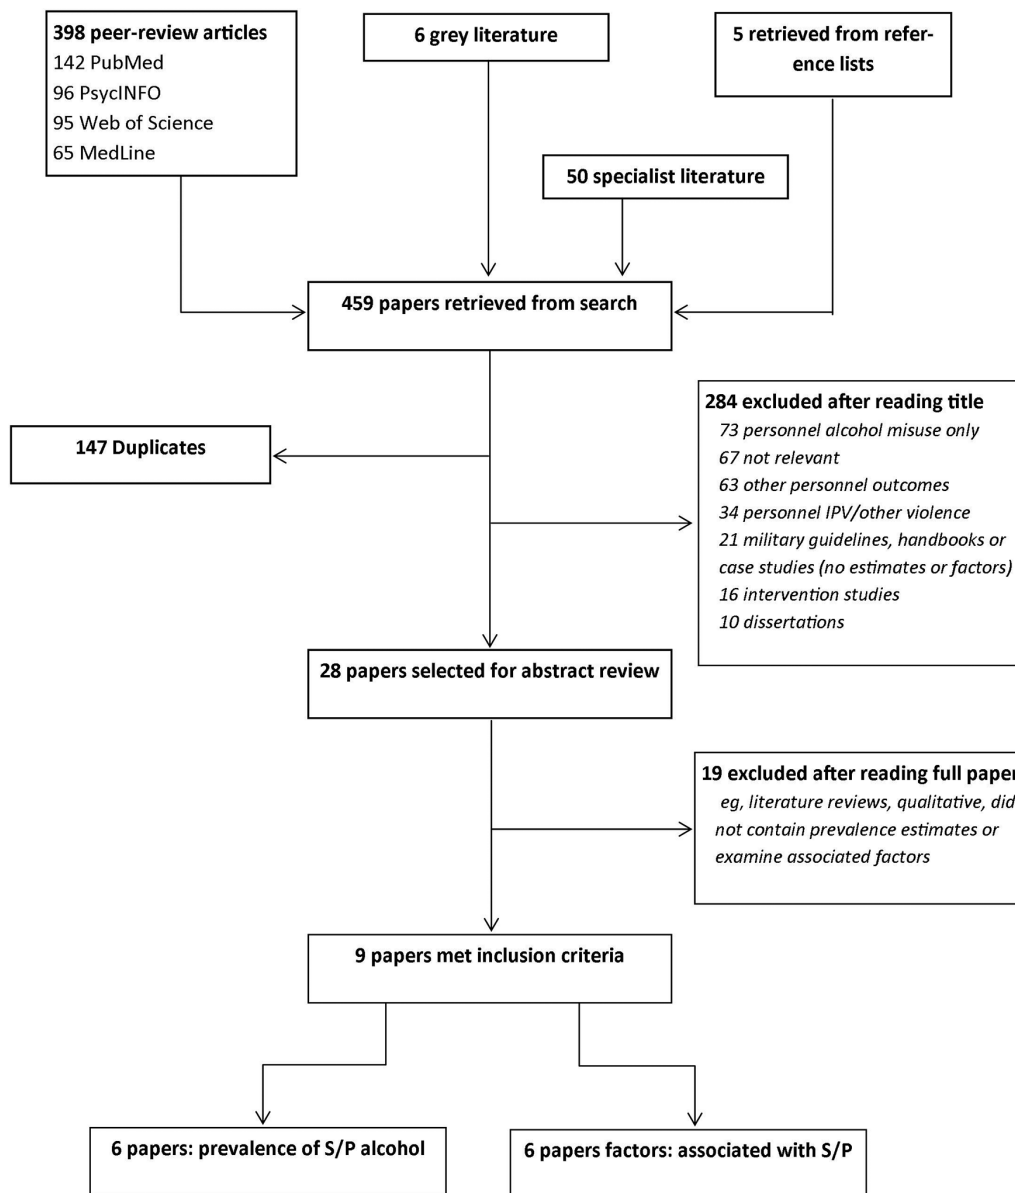 398 peer-review articles
142 PubMed
96 PsycINFO
95 Web of Science
65 MedLine
6 grey literature
5 retrieved from refer-
ence lists
50 specialist literature
459 papers retrieved from search
147 Duplicates
284 excluded after reading title
73 personnel alcohol misuse only
67 not relevant
63 other personnel outcomes
34 personnel IPV/other violence
21 military guidelines, handbooks or
case studies (no estimates or factors)
16 intervention studies
10 dissertations
28 papers selected for abstract review
19 excluded after reading full paper
eg, literature reviews, qualitative, did
not contain prevalence estimates or
examine associated factors
9 papers met inclusion criteria
6 papers: prevalence of S/P alcohol
6 papers factors: associated with S/P